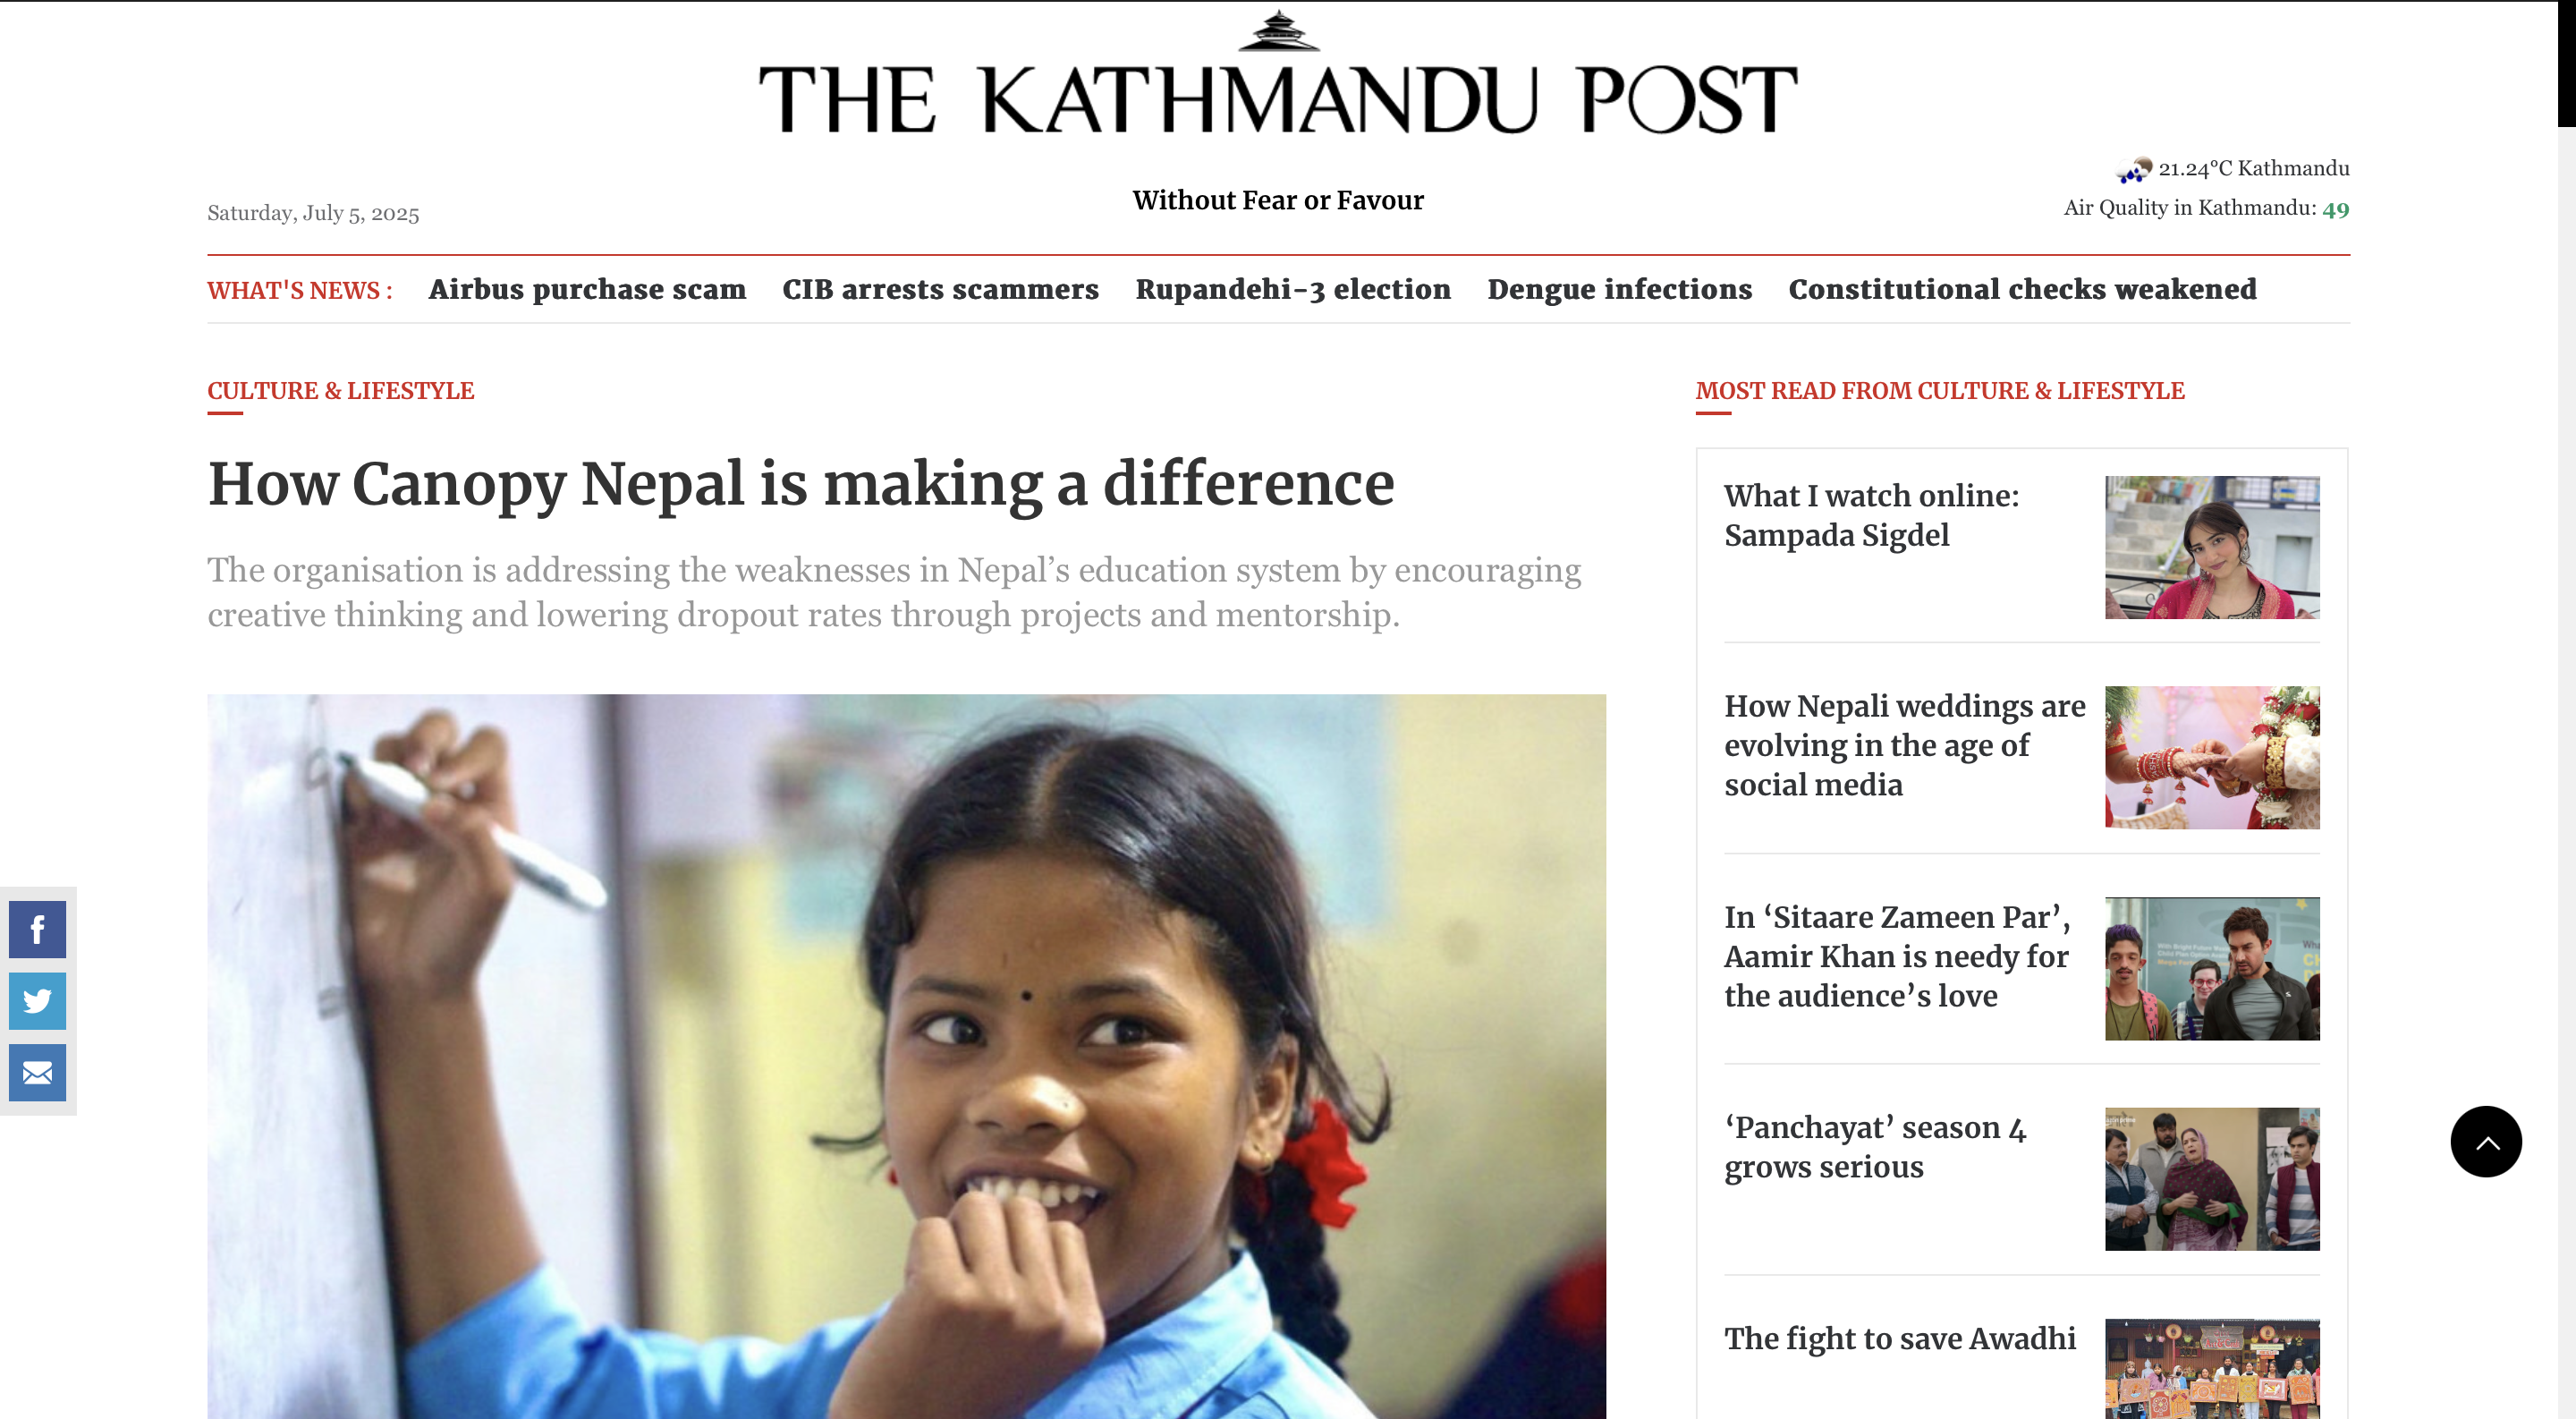 THE KATHMANDU POST
21.24°C Kathmandu
Without Fear or Favour
Saturday, July 5, 2025
Air Quality in Kathmandu: 49
WHAT'S NEWS : Airbus purchase scam CIB arrests scammers Rupandehi-3 election Dengue infections Constitutional checks weakened
CULTURE & LIFESTYLE
How Canopy Nepal is making a difference
The organisation is addressing the weaknesses in Nepal’s education system by encouraging
creative thinking and lowering dropout rates through projects and mentorship.
MOST READ FROM CULTURE & LIFESTYLE
What I watch online:
Sampada Sigdel
How Nepali weddings are
evolving in the age of
social media
In ‘Sitaare Zameen Par’,
Aamir Khan is needy for
the audience’s love
‘Panchayat’ season 4
grows serious
The fight to save Awadhi